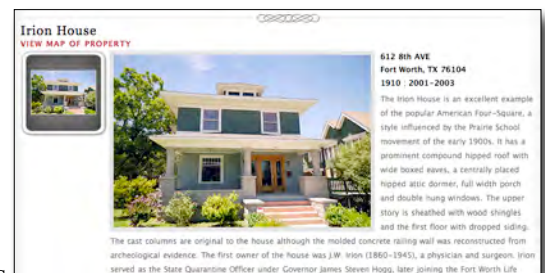 Irion House
VIEW MAP OF PROPERTY
612 8th AVE
Fort Worth, TX 76104
1910 : 2001-2003
The Irion House is an excellent example
of the popular American Four-Square, a
style influenced by the Prairie School
movement of the early 1900s. It has a
prominent compound hipped roof with
wide boxed eaves, a centrally placed
hipped attic dormer, full width porch
and double hung windows. The upper
story is sheathed with wood shingles
and the first floor with dropped siding.
The cast columns are original to the house although the molded concrete railing wall was reconstructed from
archeological evidence. The first owner of the house was J.W. Irion (1860-1945), a physician and surgeon. Irion
served as the State Quarantine Officer under Governor James Steven Hogg, later joining the Fort Worth Life